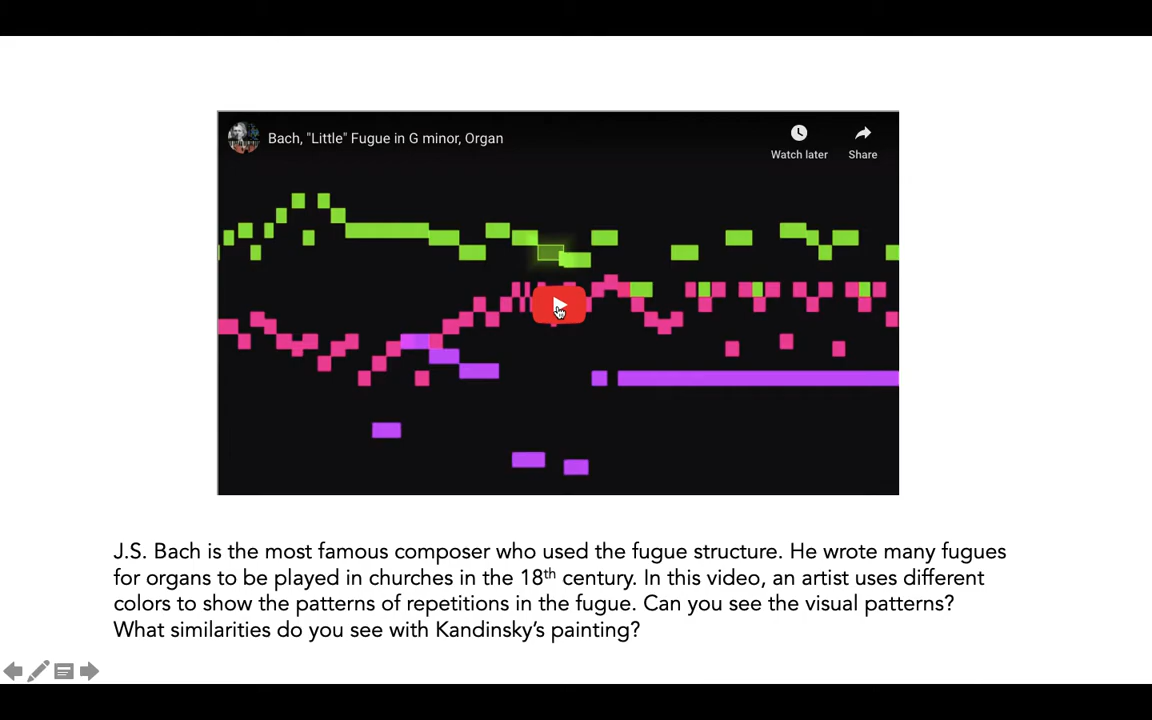 Bach, "Little" Fugue in G minor, Organ
Watch later
Share
J.S. Bach is the most famous composer who used the fugue structure. He wrote many fugues
for organs to be played in churches in the 18th century. In this video, an artist uses different
colors to show the patterns of repetitions in the fugue. Can you see the visual patterns?
What similarities do you see with Kandinsky’s painting?